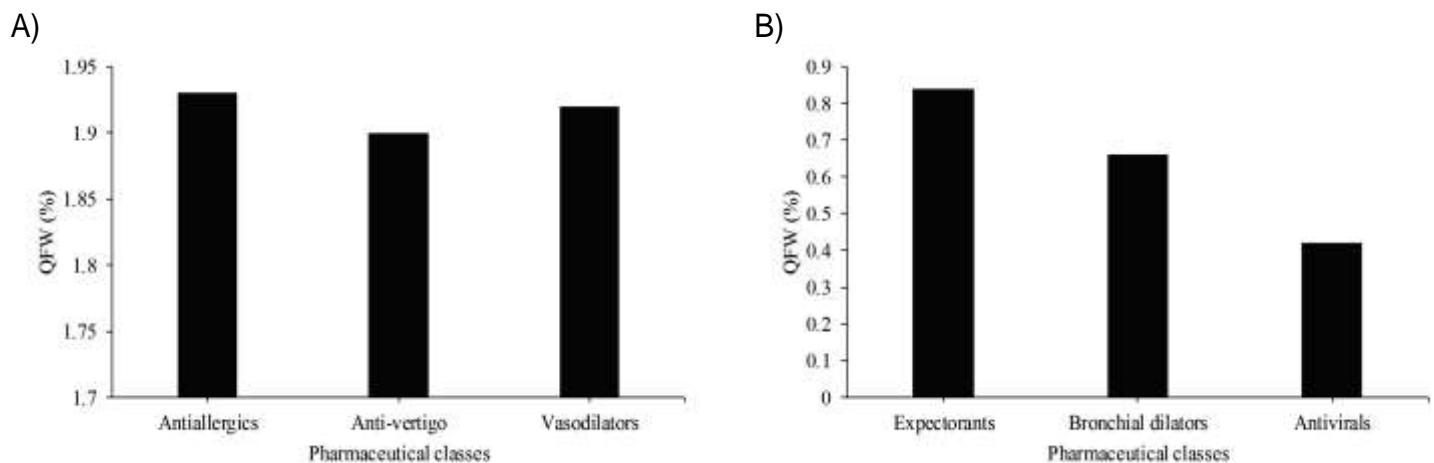 A)
1.95
1.9
1.85
1.8
1.75
1.7
QFW (%)
Antiallergics Anti-vertigo Vasodilators
Pharmaceutical classes
B)
0.9
0.8
0.7
0.6
0.5
0.4
0.3
0.2
0.1
0
QFW (%)
Expectorants Bronchial dilators Antivirals
Pharmaceutical classes